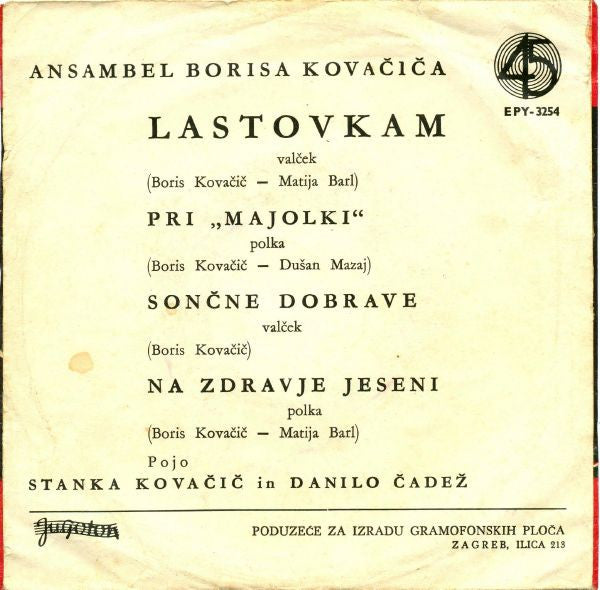 45
EPY-3254
ANSAMBEL BORISA KOVAČIČA
LASTOVKAM
valček
(Boris Kovačič — Matija Barl)
PRI „MAJOLKI“
polka
(Boris Kovačič — Dušan Mazaj)
SONČNE DOBRAVE
valček
(Boris Kovačič)
NA ZDRAVJE JESENI
polka
(Boris Kovačič — Matija Barl)
Pojo
STANKA KOVAČIČ in DANILO ČADEŽ
Jugoton
PODUZEĆE ZA IZRADU GRAMOFONSKIH PLOČA
ZAGREB, ILICA 213